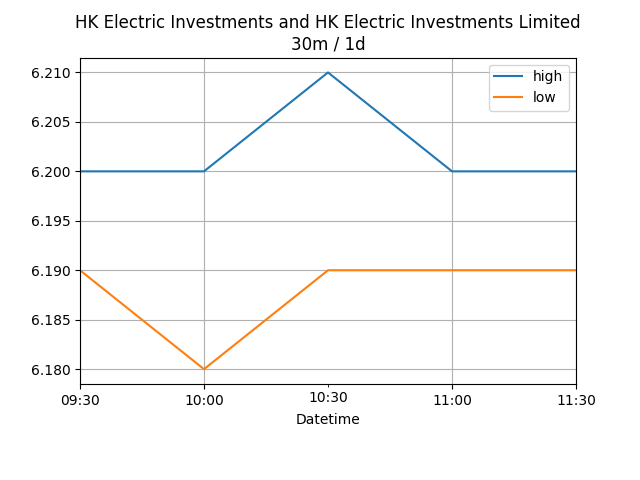 HK Electric Investments and HK Electric Investments Limited
30m / 1d
high
low
6.210
6.205
6.200
6.195
6.190
6.185
6.180
09:30 10:00 10:30 11:00 11:30
Datetime